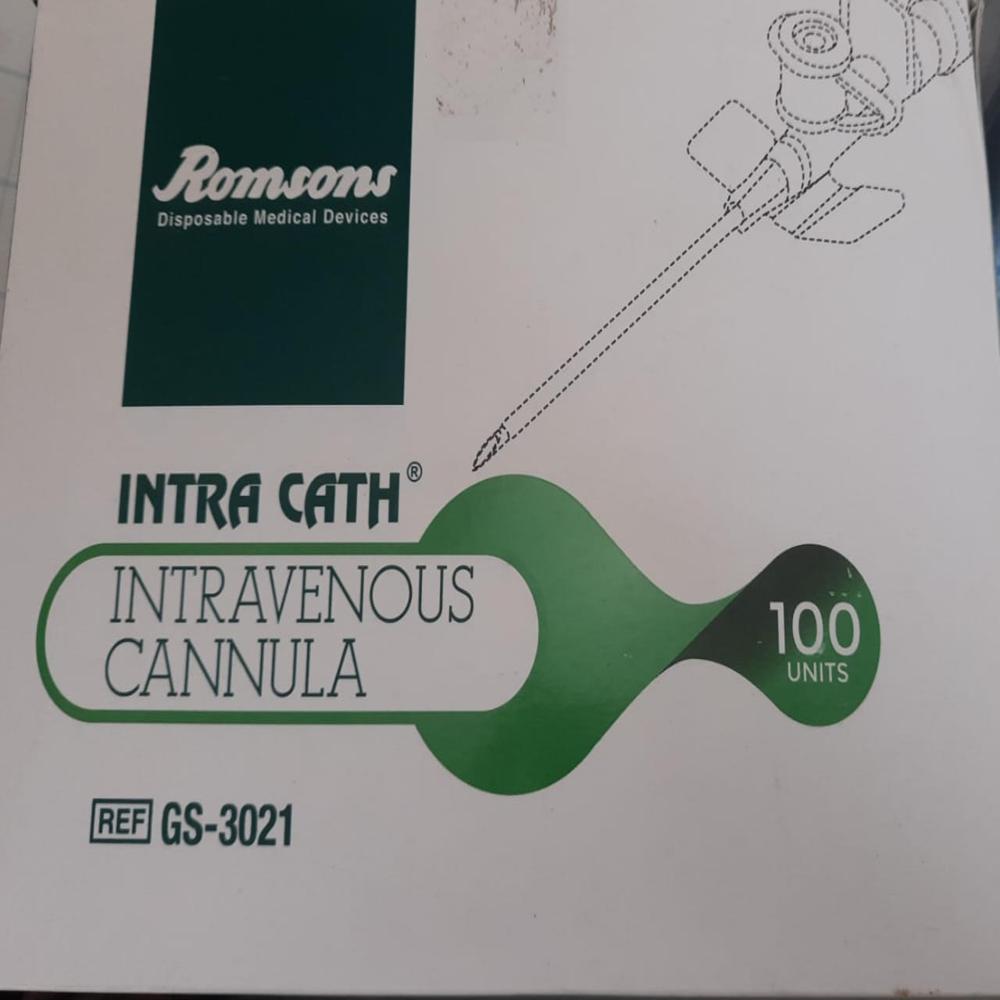 Romsons
Disposable Medical Devices
INTRA CATH®
INTRAVENOUS
CANNULA
100
UNITS
REF GS-3021